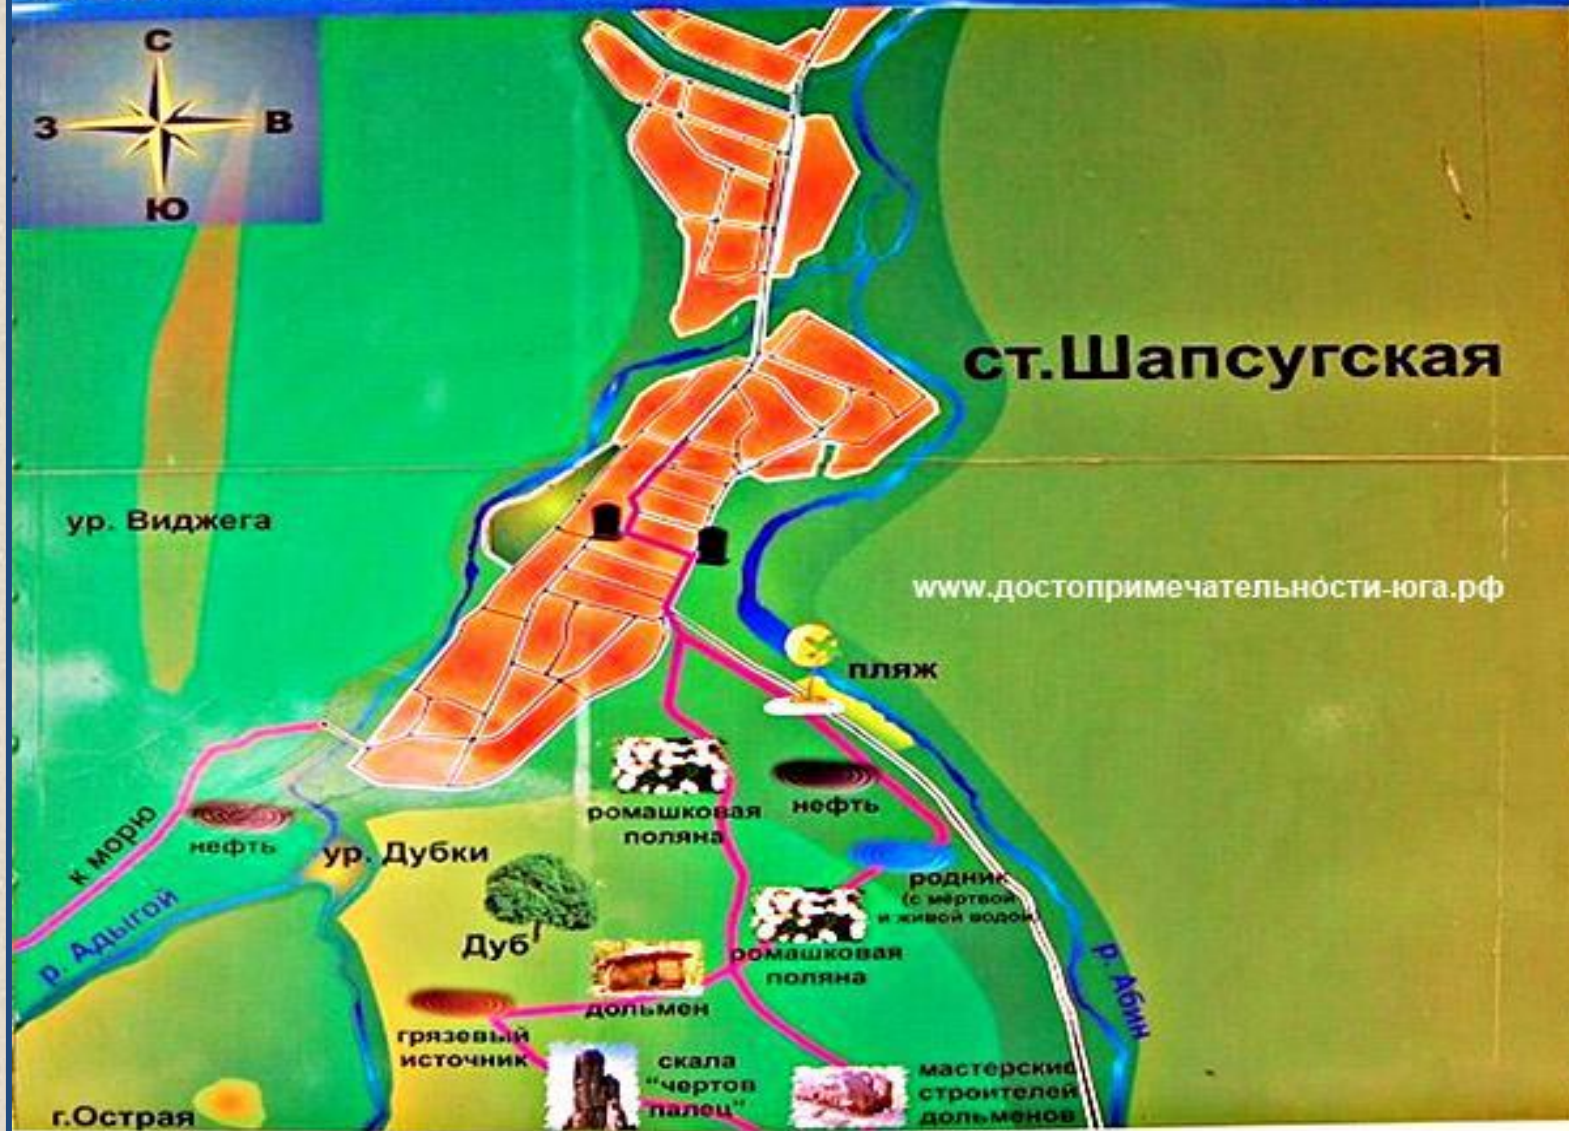 С
З
В
Ю
ст.Шапсугская
ур. Виджега
www.достопримечательности-юга.рф
пляж
ромашковая
поляна
нефть
к морю
нефть
ур. Дубки
родник
(с мёртвой
и живой водой)
р. Адыгой
Дуб
ромашковая
поляна
р. Абин
дольмен
грязевый
источник
скала
"чертов
палец"
мастерские
строителей
дольменов
г.Острая